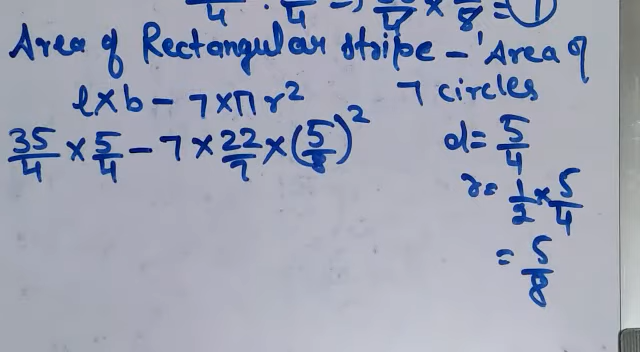 Area of Rectangular stripe - Area of 7 circles
l×b - 7×πr²
35/4 × 5/4 - 7 × 22/7 × (5/8)²
d = 5/4
r = 1/2 × 5/4
= 5/8